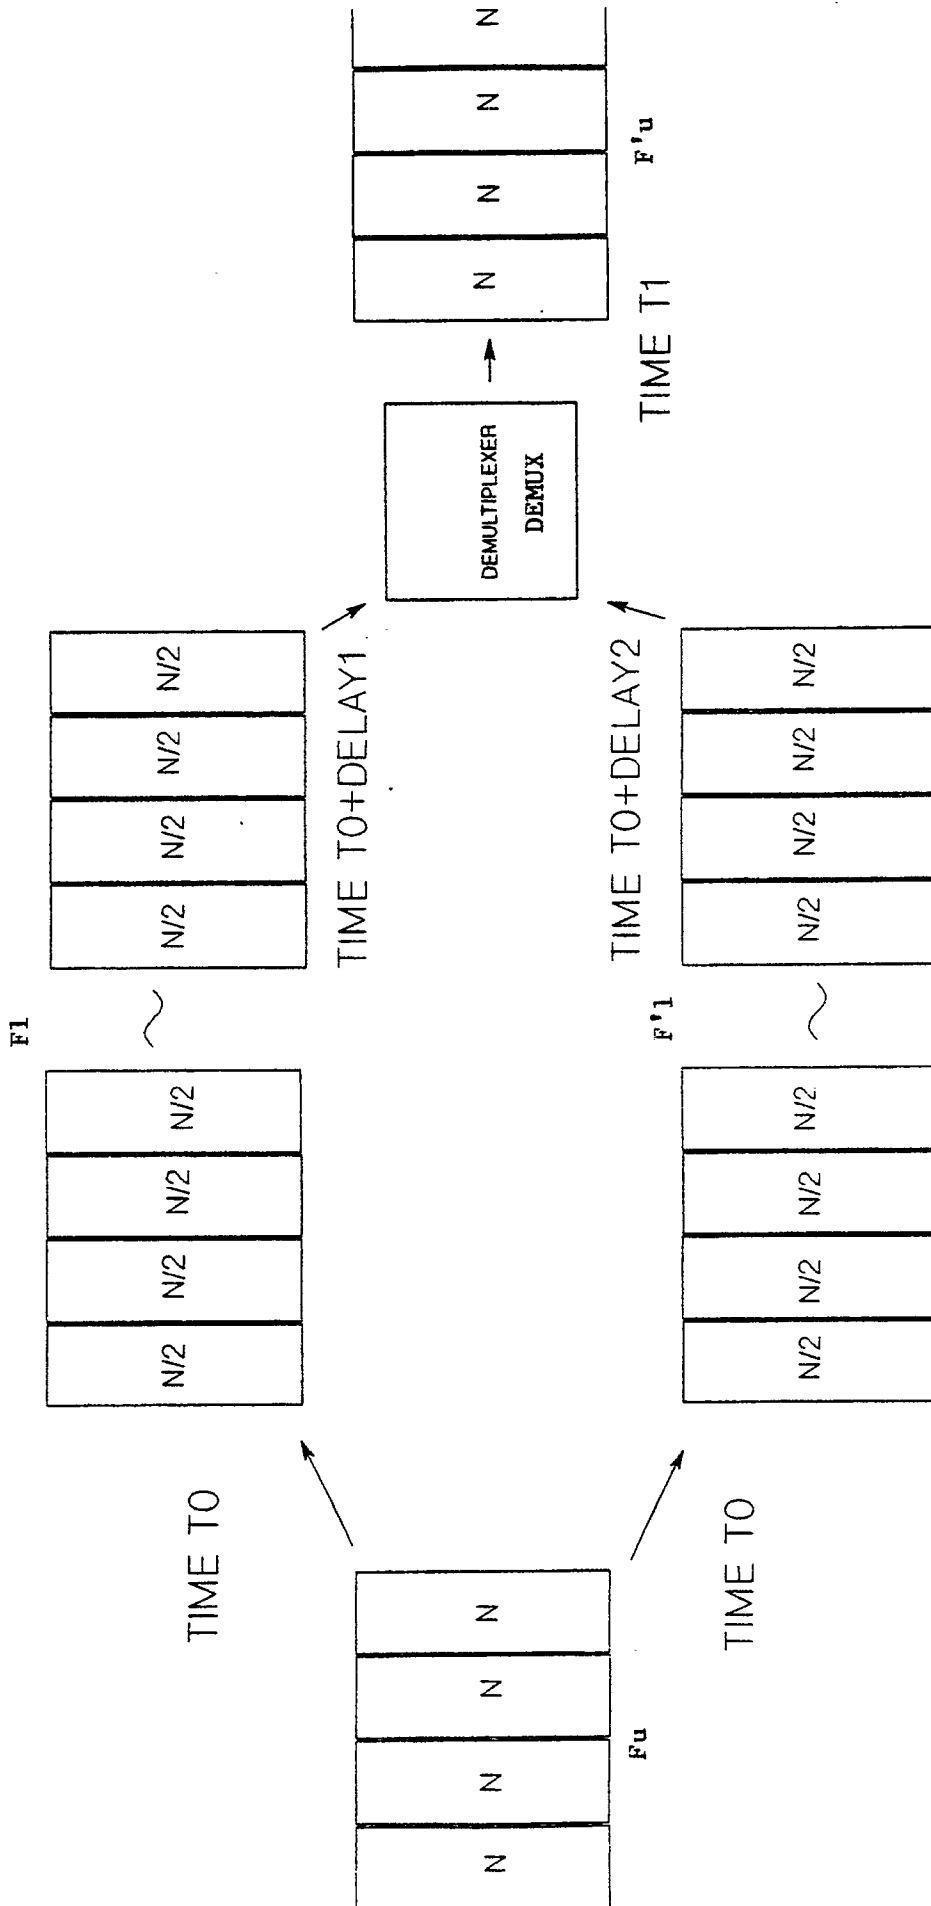 F1
N/2 N/2 N/2 N/2 N/2 N/2 N/2 N/2
TIME TO
TIME TO+DELAY1
N N N N
DEMULTIPLEXER
DEMUX
N N N N
Fu
F'u
TIME T1
TIME TO+DELAY2
F'1
TIME TO
N/2 N/2 N/2 N/2 N/2 N/2 N/2 N/2